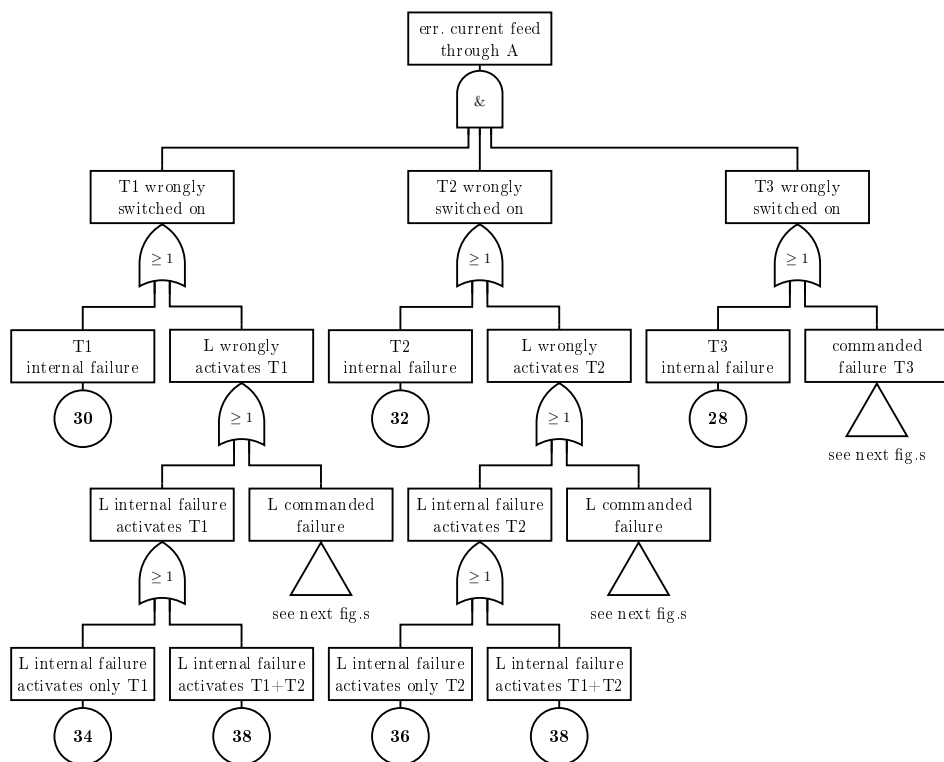 err. current feed
through A
&
T1 wrongly
switched on
T2 wrongly
switched on
T3 wrongly
switched on
≥ 1
≥ 1
≥ 1
T1
internal failure
L wrongly
activates T1
T2
internal failure
L wrongly
activates T2
T3
internal failure
commanded
failure T3
30
≥ 1
32
≥ 1
28
see next fig.s
L internal failure
activates T1
L commanded
failure
L internal failure
activates T2
L commanded
failure
≥ 1
see next fig.s
≥ 1
see next fig.s
L internal failure
activates only T1
L internal failure
activates T1+T2
L internal failure
activates only T2
L internal failure
activates T1+T2
34
38
36
38